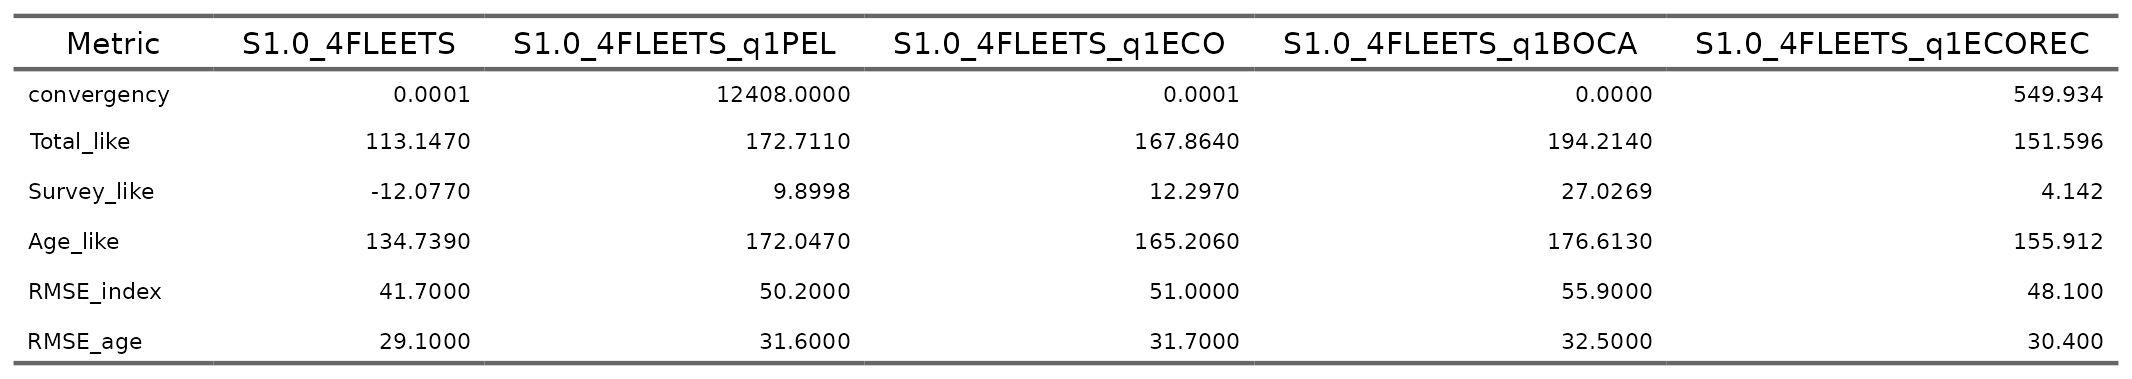 Metric S1.0_4FLEETS S1.0_4FLEETS_q1PEL S1.0_4FLEETS_q1ECO S1.0_4FLEETS_q1BOCA S1.0_4FLEETS_q1ECOREC
convergency 0.0001 12408.0000 0.0001 0.0000 549.934
Total_like 113.1470 172.7110 167.8640 194.2140 151.596
Survey_like -12.0770 9.8998 12.2970 27.0269 4.142
Age_like 134.7390 172.0470 165.2060 176.6130 155.912
RMSE_index 41.7000 50.2000 51.0000 55.9000 48.100
RMSE_age 29.1000 31.6000 31.7000 32.5000 30.400